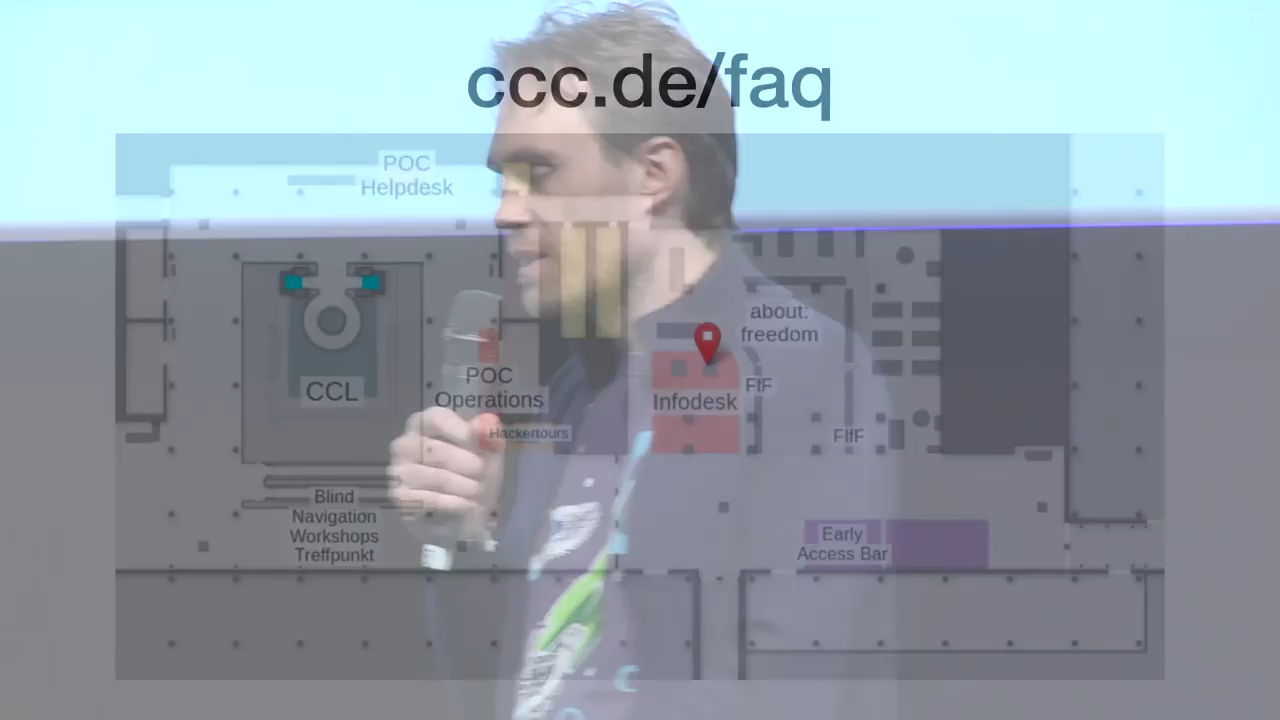 ccc.de/faq
POC
Helpdesk
about:
freedom
CCL
POC
Operations
FfF
Infodesk
Hackertours
FIfF
Blind
Navigation
Workshops
Treffpunkt
Early
Access Bar